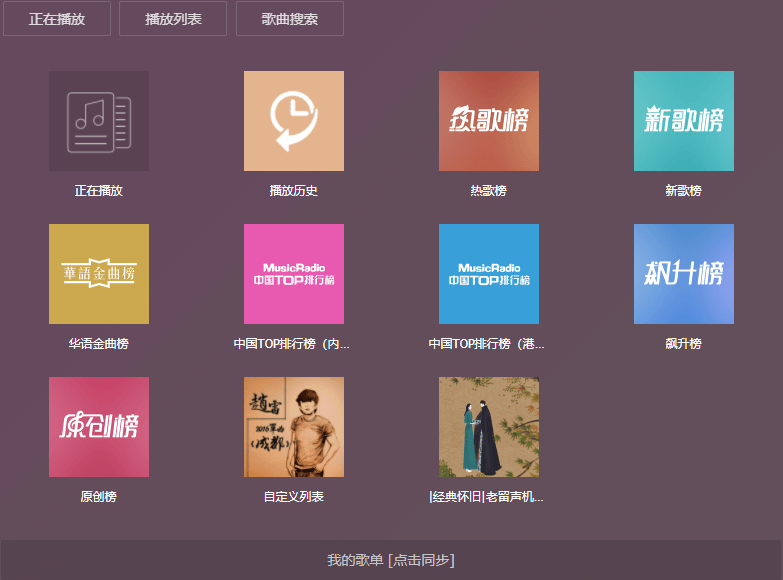 正在播放
播放列表
歌曲搜索
热歌榜
新歌榜
正在播放
播放历史
热歌榜
新歌榜
華語金曲榜
MusicRadio
中国TOP排行榜
MusicRadio
中国TOP排行榜
飙升榜
华语金曲榜
中国TOP排行榜（内...
中国TOP排行榜（港...
飙升榜
原创榜
趙雷
2016單曲
《成都》
原创榜
自定义列表
|经典怀旧|老留声机...
我的歌单 [点击同步]